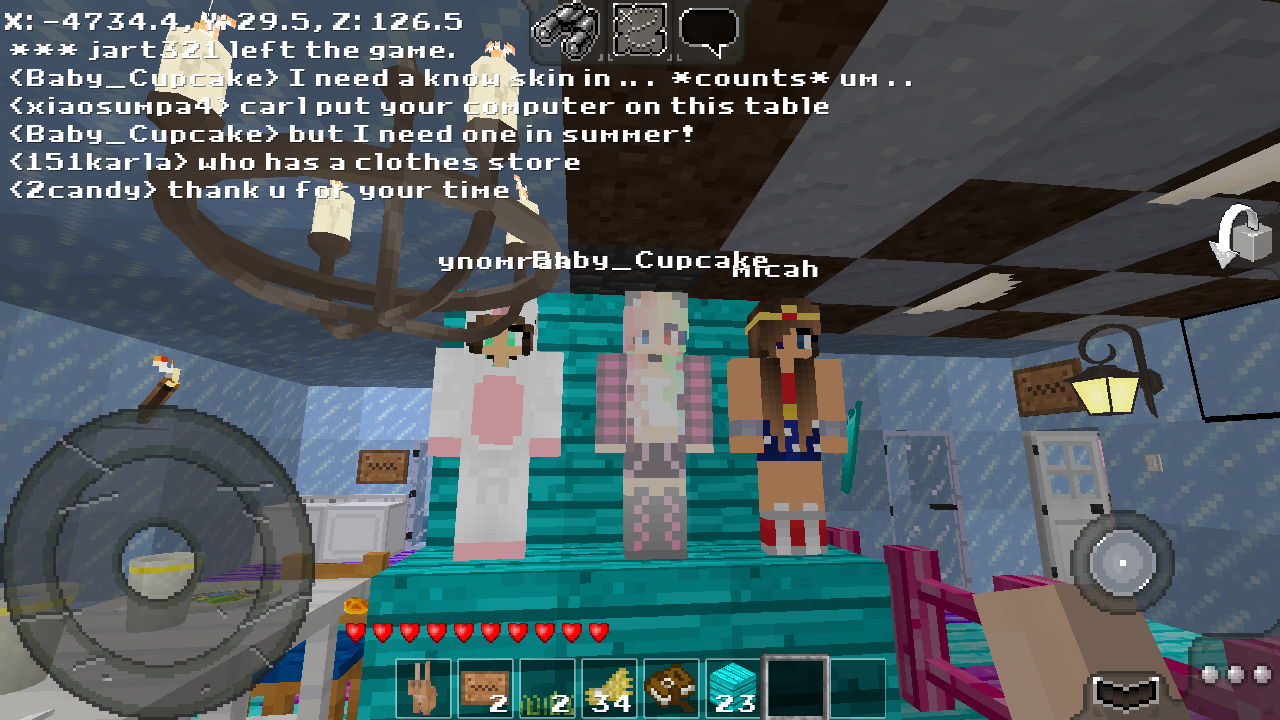 X: -4734.4, Y: 29.5, Z: 126.5
*** jart321 left the game.
<Baby_Cupcake> I need a know skin in... *counts* um..
<xiaosumpa4> carl put your computer on this table
<Baby_Cupcake> but I need one in summer!
<151karla> who has a clothes store
<2candy> thank u for your time
Baby_Cupcake
Micah
2
2
34
23